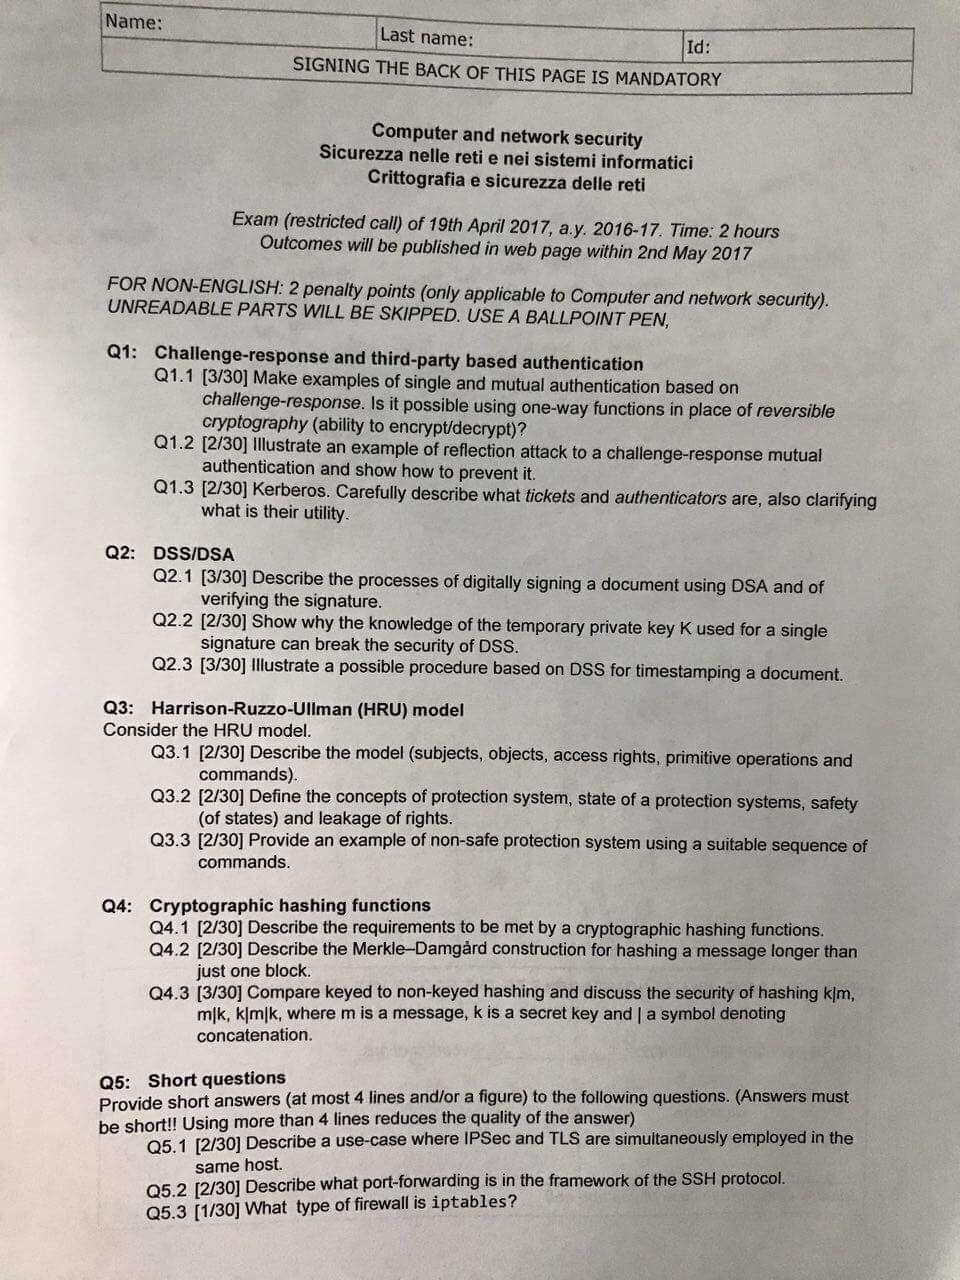 Name:
Last name:
Id:
SIGNING THE BACK OF THIS PAGE IS MANDATORY
Computer and network security
Sicurezza nelle reti e nei sistemi informatici
Crittografia e sicurezza delle reti
Exam (restricted call) of 19th April 2017, a.y. 2016-17. Time: 2 hours
Outcomes will be published in web page within 2nd May 2017
FOR NON-ENGLISH: 2 penalty points (only applicable to Computer and network security).
UNREADABLE PARTS WILL BE SKIPPED. USE A BALLPOINT PEN,
Q1: Challenge-response and third-party based authentication
Q1.1 [3/30] Make examples of single and mutual authentication based on
challenge-response. Is it possible using one-way functions in place of reversible
cryptography (ability to encrypt/decrypt)?
Q1.2 [2/30] Illustrate an example of reflection attack to a challenge-response mutual
authentication and show how to prevent it.
Q1.3 [2/30] Kerberos. Carefully describe what tickets and authenticators are, also clarifying
what is their utility.
Q2: DSS/DSA
Q2.1 [3/30] Describe the processes of digitally signing a document using DSA and of
verifying the signature.
Q2.2 [2/30] Show why the knowledge of the temporary private key K used for a single
signature can break the security of DSS.
Q2.3 [3/30] Illustrate a possible procedure based on DSS for timestamping a document.
Q3: Harrison-Ruzzo-Ullman (HRU) model
Consider the HRU model.
Q3.1 [2/30] Describe the model (subjects, objects, access rights, primitive operations and
commands).
Q3.2 [2/30] Define the concepts of protection system, state of a protection systems, safety
(of states) and leakage of rights.
Q3.3 [2/30] Provide an example of non-safe protection system using a suitable sequence of
commands.
Q4: Cryptographic hashing functions
Q4.1 [2/30] Describe the requirements to be met by a cryptographic hashing functions.
Q4.2 [2/30] Describe the Merkle–Damgård construction for hashing a message longer than
just one block.
Q4.3 [3/30] Compare keyed to non-keyed hashing and discuss the security of hashing k|m,
m|k, k|m|k, where m is a message, k is a secret key and | a symbol denoting
concatenation.
Q5: Short questions
Provide short answers (at most 4 lines and/or a figure) to the following questions. (Answers must
be short!! Using more than 4 lines reduces the quality of the answer)
Q5.1 [2/30] Describe a use-case where IPSec and TLS are simultaneously employed in the
same host.
Q5.2 [2/30] Describe what port-forwarding is in the framework of the SSH protocol.
Q5.3 [1/30] What type of firewall is iptables?